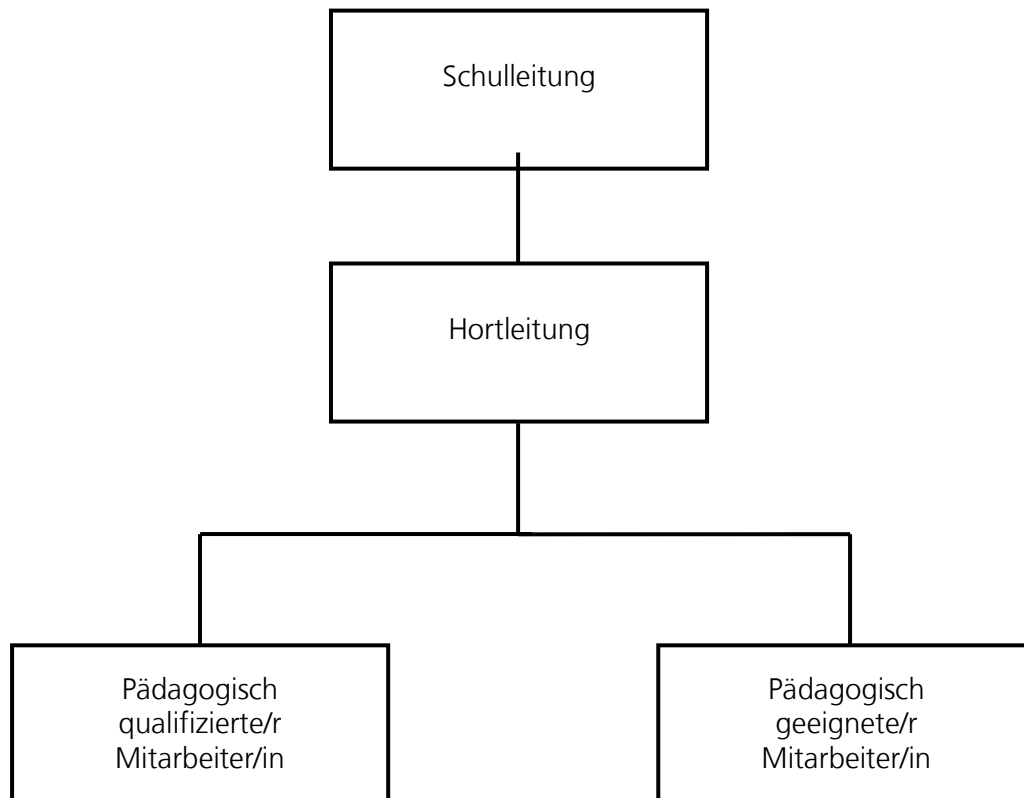 Schulleitung
Hortleitung
Pädagogisch
qualifizierte/r
Mitarbeiter/in
Pädagogisch
geeignete/r
Mitarbeiter/in